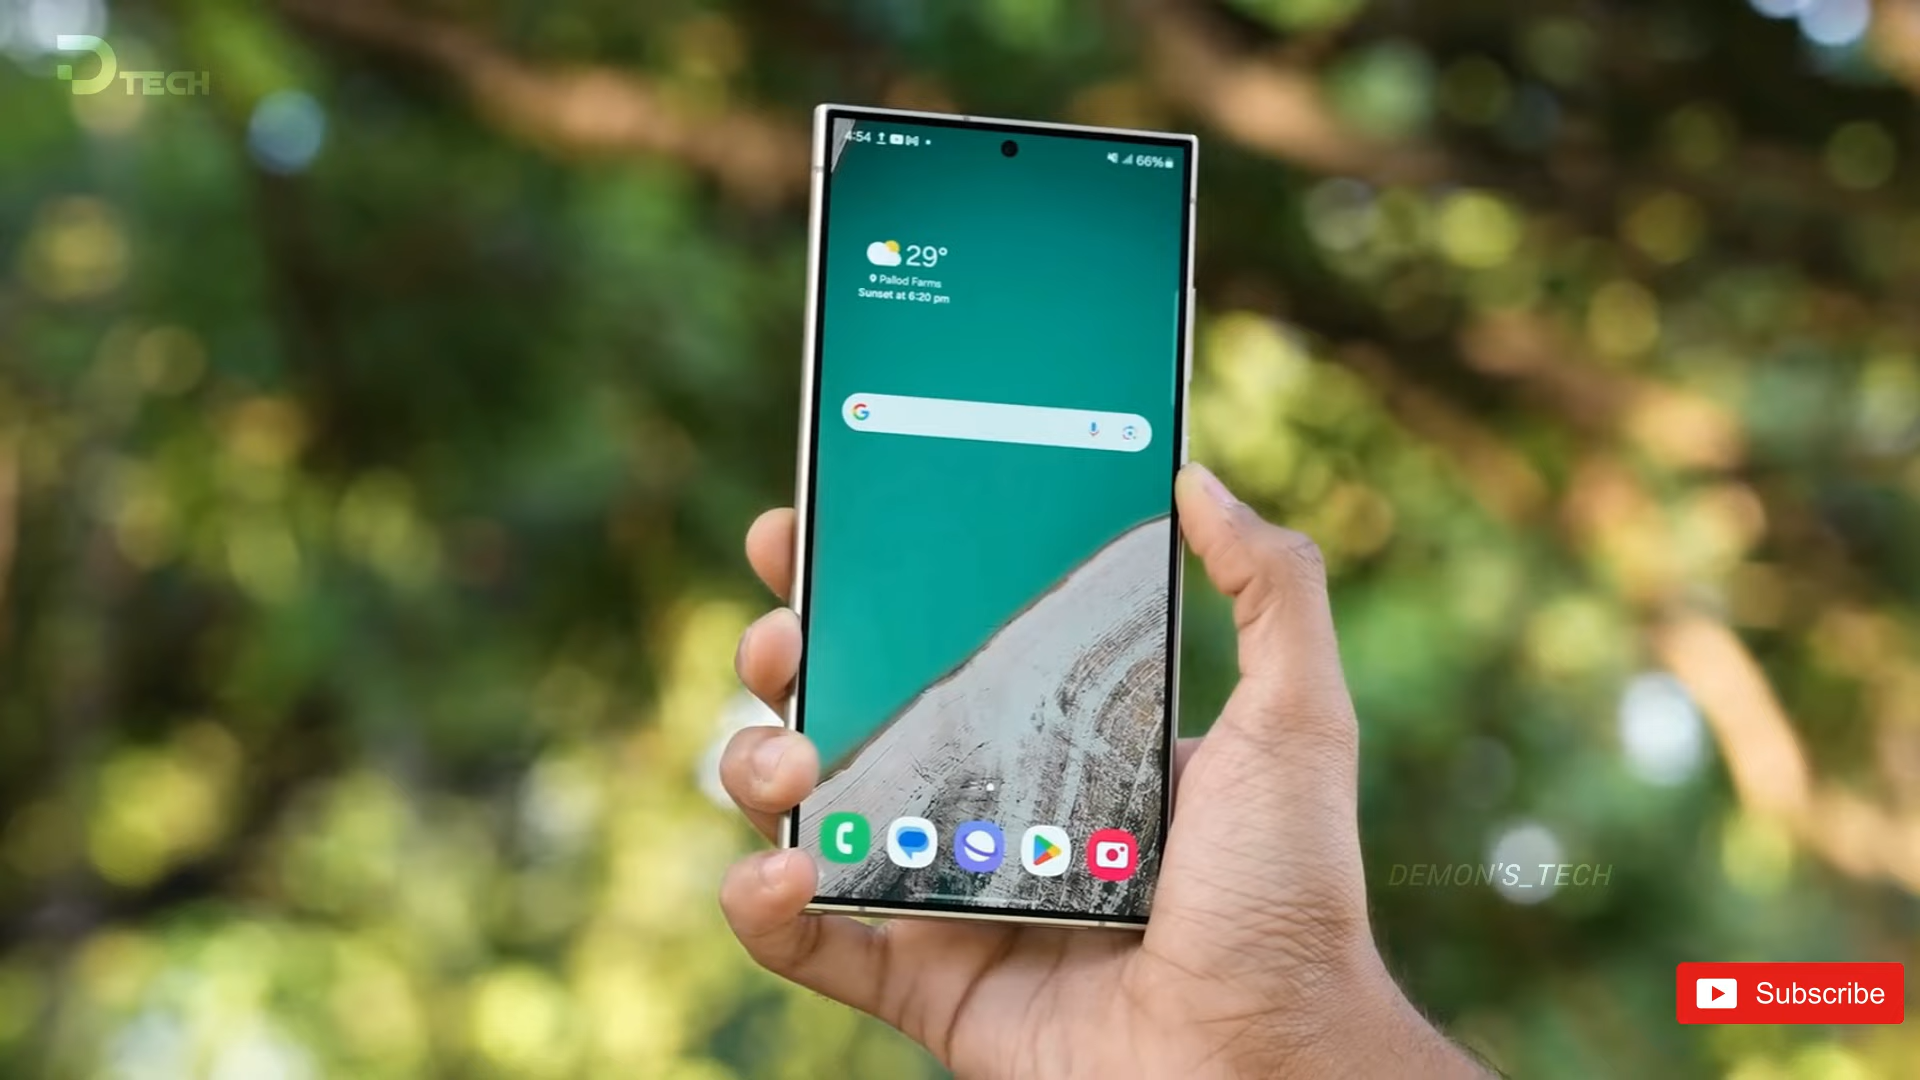 D TECH
4:54
66%
29°
Pallod Farms
Sunset at 6:20 pm
G
DEMON'S_TECH
Subscribe